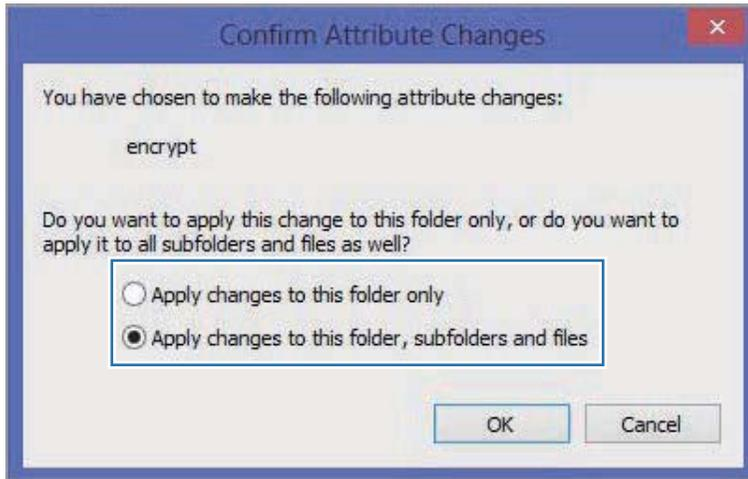 Confirm Attribute Changes
You have chosen to make the following attribute changes:
encrypt
Do you want to apply this change to this folder only, or do you want to
apply it to all subfolders and files as well?
Apply changes to this folder only
Apply changes to this folder, subfolders and files
OK
Cancel